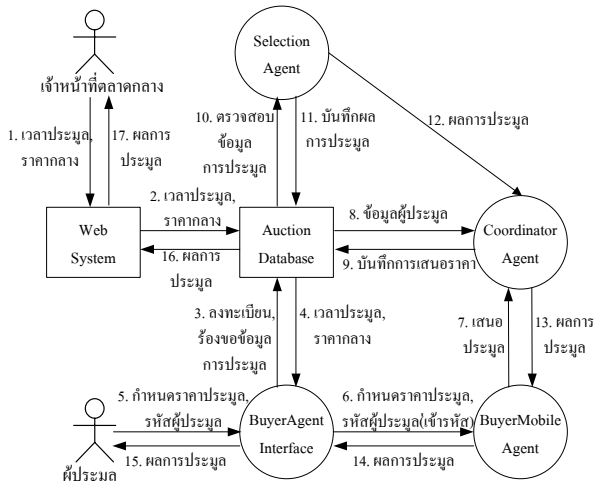 Selection
Agent
เจ้าหน้าที่ตลาดกลาง
1. เวลาประมูล,
ราคากลาง
17. ผลการ
ประมูล
10. ตรวจสอบ
ข้อมูล
การประมูล
11. บันทึกผล
การประมูล
12. ผลการประมูล
2. เวลาประมูล,
ราคากลาง
Web
System
16. ผลการ
ประมูล
Auction
Database
8. ข้อมูลผู้ประมูล
9. บันทึกการเสนอราคา
Coordinator
Agent
3. ลงทะเบียน,
ร้องขอข้อมูล
การประมูล
4. เวลาประมูล,
ราคากลาง
7. เสนอ
ประมูล
13. ผลการ
ประมูล
5. กำหนดราคาประมูล,
รหัสผู้ประมูล
15. ผลการประมูล
ผู้ประมูล
BuyerAgent
Interface
6. กำหนดราคาประมูล,
รหัสผู้ประมูล(เข้ารหัส)
14. ผลการประมูล
BuyerMobile
Agent